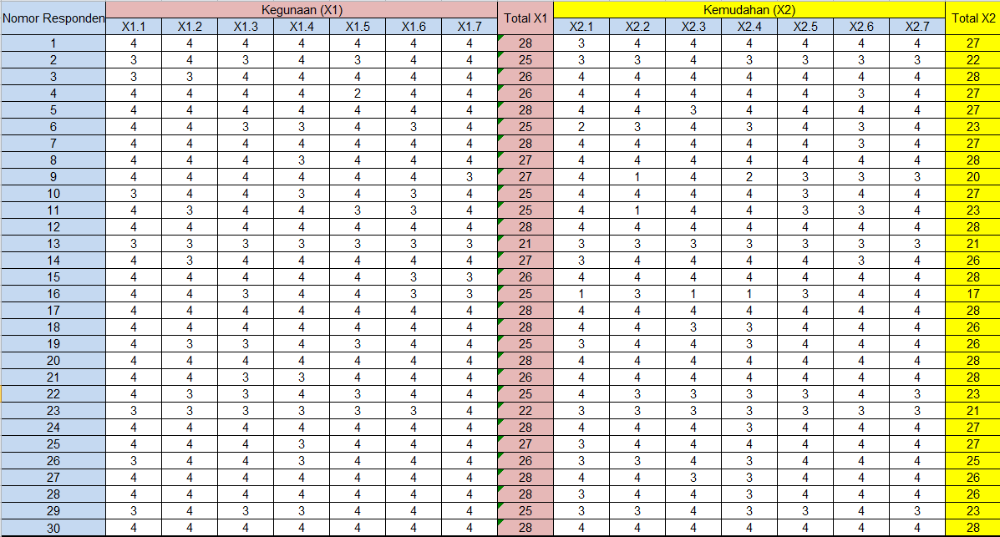 Nomor Responden Kegunaan (X1) Total X1 Kemudahan (X2) Total X2
X1.1 X1.2 X1.3 X1.4 X1.5 X1.6 X1.7 X2.1 X2.2 X2.3 X2.4 X2.5 X2.6 X2.7
1 4 4 4 4 4 4 4 28 3 4 4 4 4 4 4 27
2 3 4 3 4 3 4 4 25 3 3 4 3 3 3 3 22
3 3 3 4 4 4 4 4 26 4 4 4 4 4 4 4 28
4 4 4 4 4 2 4 4 26 4 4 4 4 4 3 4 27
5 4 4 4 4 4 4 4 28 4 4 3 4 4 4 4 27
6 4 4 3 3 4 3 4 25 2 3 4 3 4 3 4 23
7 4 4 4 4 4 4 4 28 4 4 4 4 4 3 4 27
8 4 4 4 3 4 4 4 27 4 4 4 4 4 4 4 28
9 4 4 4 4 4 4 3 27 4 1 4 2 3 3 3 20
10 3 4 4 3 4 3 4 25 4 4 4 4 3 4 4 27
11 4 3 4 4 3 3 4 25 4 1 4 4 3 3 4 23
12 4 4 4 4 4 4 4 28 4 4 4 4 4 4 4 28
13 3 3 3 3 3 3 3 21 3 3 3 3 3 3 3 21
14 4 3 4 4 4 4 4 27 3 4 4 4 4 3 4 26
15 4 4 4 4 4 3 3 26 4 4 4 4 4 4 4 28
16 4 4 3 4 4 3 3 25 1 3 1 1 3 4 4 17
17 4 4 4 4 4 4 4 28 4 4 4 4 4 4 4 28
18 4 4 4 4 4 4 4 28 4 4 3 3 4 4 4 26
19 4 3 3 4 3 4 4 25 3 4 4 3 4 4 4 26
20 4 4 4 4 4 4 4 28 4 4 4 4 4 4 4 28
21 4 4 3 3 4 4 4 26 4 4 4 4 4 4 4 28
22 4 3 3 4 3 4 4 25 4 3 3 3 3 4 3 23
23 3 3 3 3 3 3 4 22 3 3 3 3 3 3 3 21
24 4 4 4 4 4 4 4 28 4 4 4 3 4 4 4 27
25 4 4 4 3 4 4 4 27 3 4 4 4 4 4 4 27
26 3 4 4 3 4 4 4 26 3 3 4 3 4 4 4 25
27 4 4 4 4 4 4 4 28 4 4 3 3 4 4 4 26
28 4 4 4 4 4 4 4 28 3 4 4 3 4 4 4 26
29 3 4 3 3 4 4 4 25 3 3 4 3 3 4 3 23
30 4 4 4 4 4 4 4 28 4 4 4 4 4 4 4 28